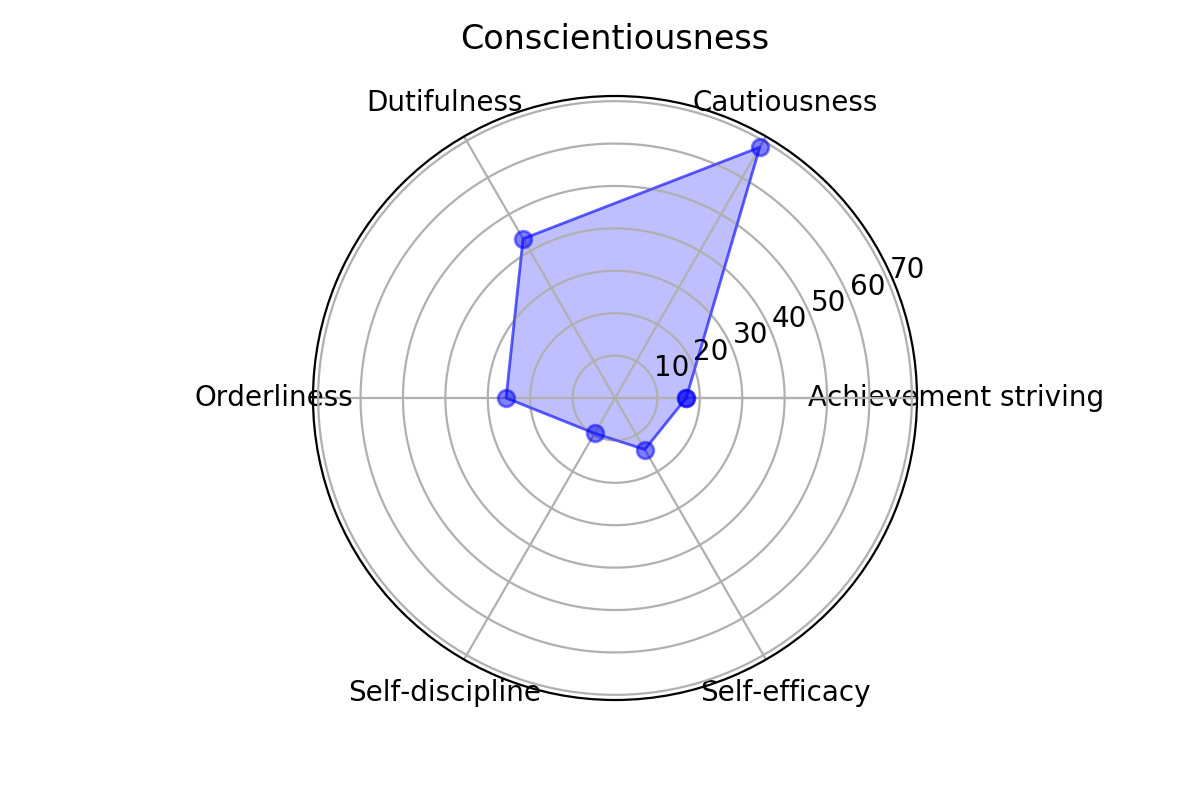 Conscientiousness
Dutifulness
Cautiousness
70
60
50
40
30
20
10
Orderliness
Achievement striving
Self-discipline
Self-efficacy